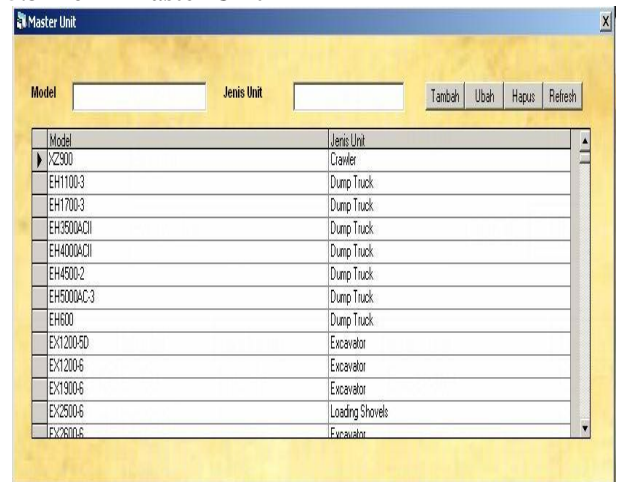 Master Unit
Model Jenis Unit Tambah Ubah Hapus Refresh
Model Jenis Unit
XZ900 Crawler
EH1100-3 Dump Truck
EH1700-3 Dump Truck
EH3500ACII Dump Truck
EH4000ACII Dump Truck
EH4500-2 Dump Truck
EH5000AC-3 Dump Truck
EH600 Dump Truck
EX1200-5D Excavator
EX1200-6 Excavator
EX1900-6 Excavator
EX2500-6 Loading Shovels
EX2600-6 Excavator